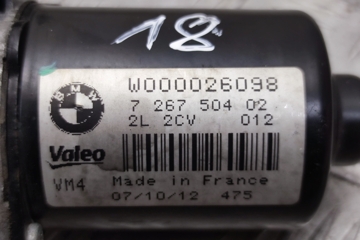 18
BMW
W000026098
7 267 504 02
2L 2CV 012
Valeo
VM4 Made in France
07/10/12 475